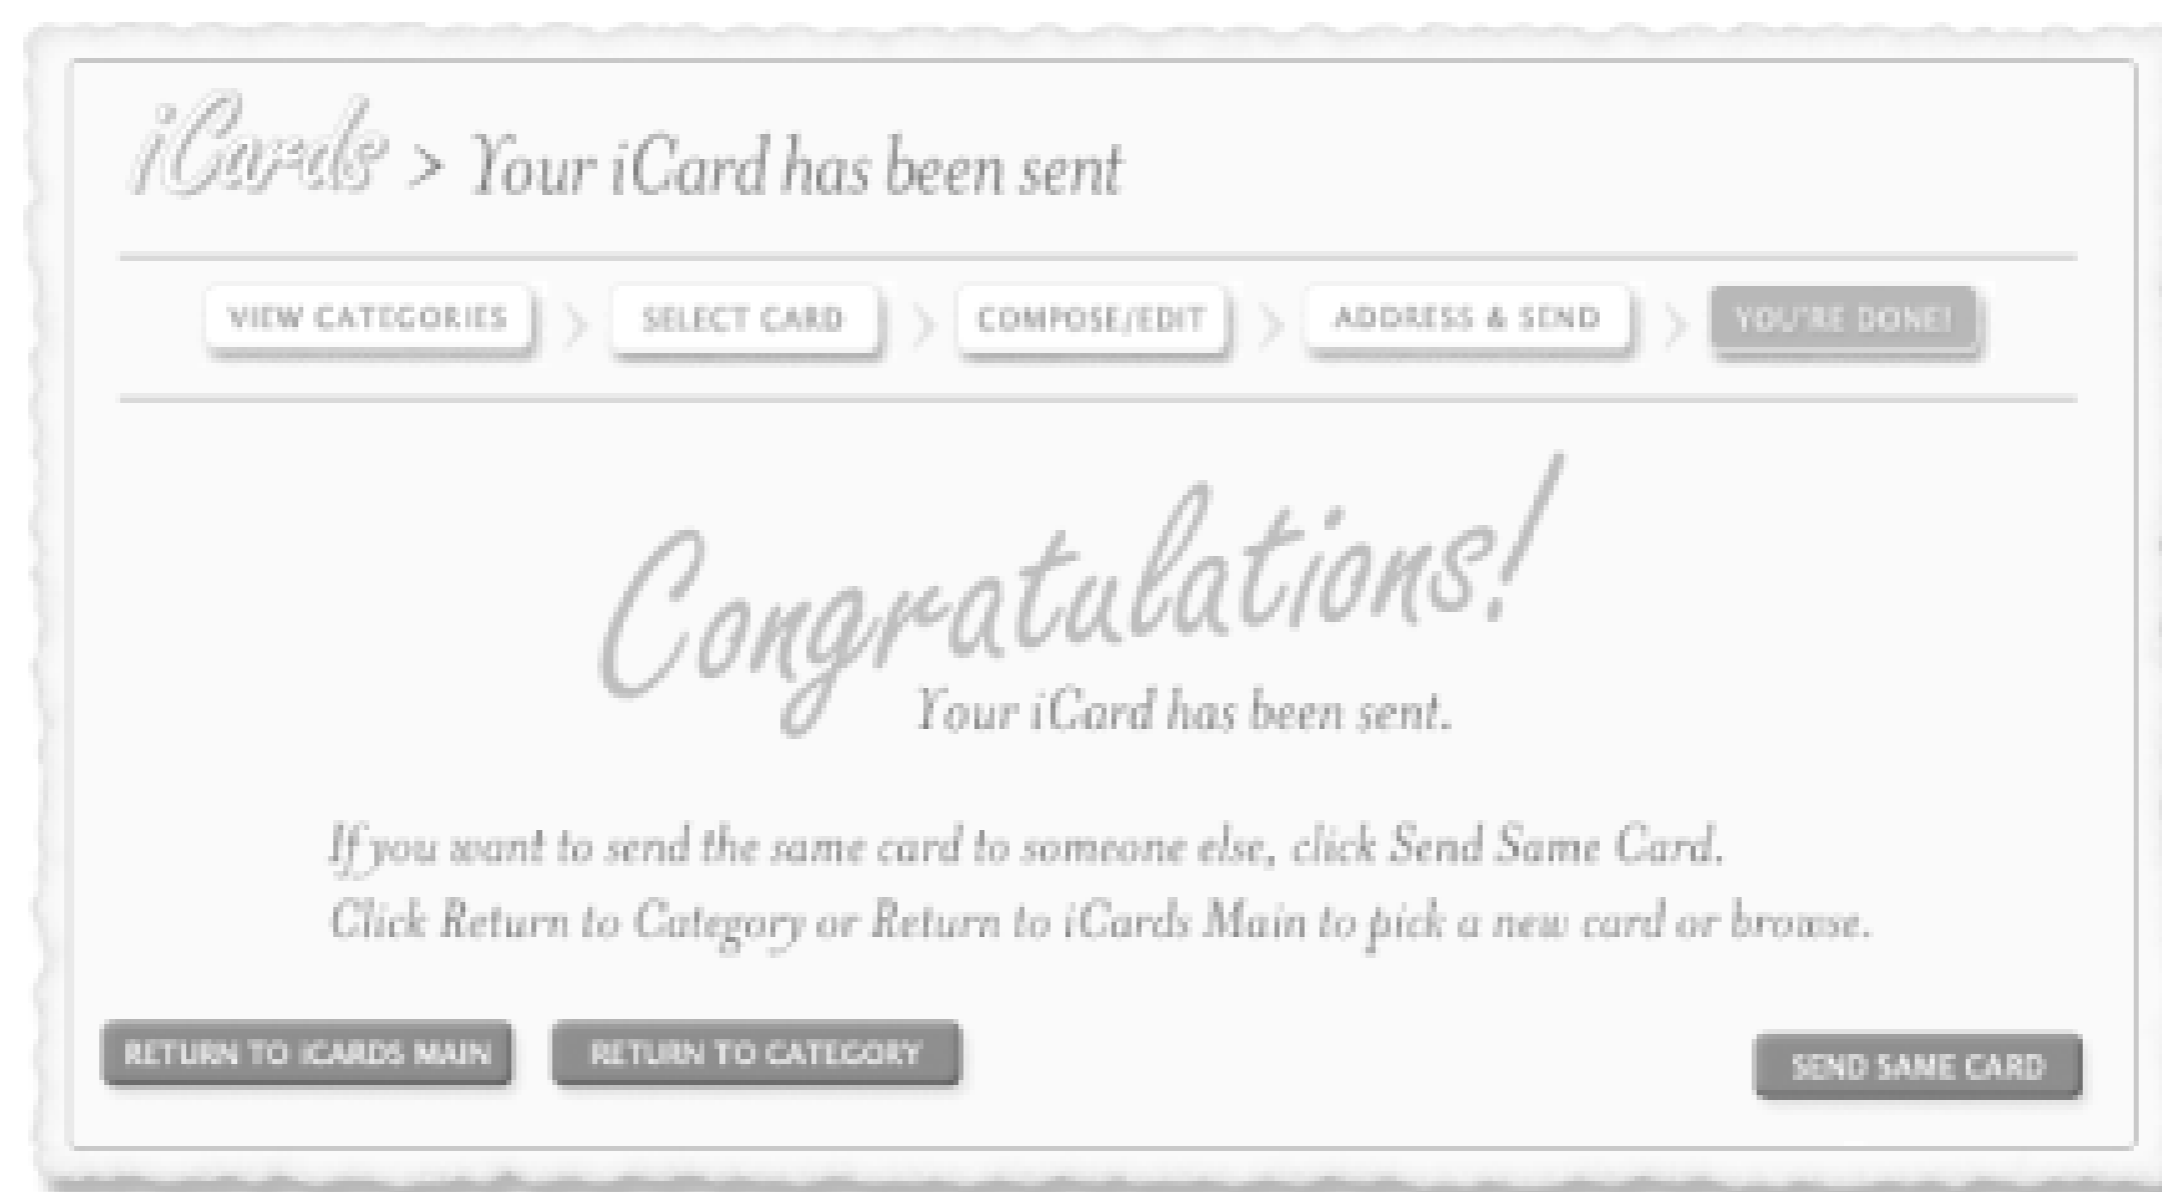 iCards > Your iCard has been sent
VIEW CATEGORIES > SELECT CARD > COMPOSE/EDIT > ADDRESS & SEND > YOU'RE DONE!
Congratulations!
Your iCard has been sent.
If you want to send the same card to someone else, click Send Same Card.
Click Return to Category or Return to iCards Main to pick a new card or browse.
RETURN TO iCARDS MAIN RETURN TO CATEGORY SEND SAME CARD